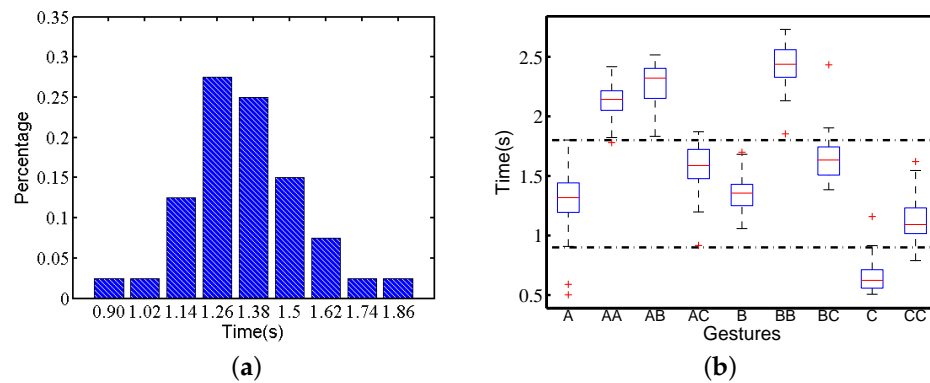 0.35
0.3
0.25
0.2
0.15
0.1
0.05
0
Percentage
0.90 1.02 1.14 1.26 1.38 1.5 1.62 1.74 1.86
Time(s)
(a)
2.5
2
1.5
1
0.5
Time(s)
A AA AB AC B BB BC C CC
Gestures
(b)